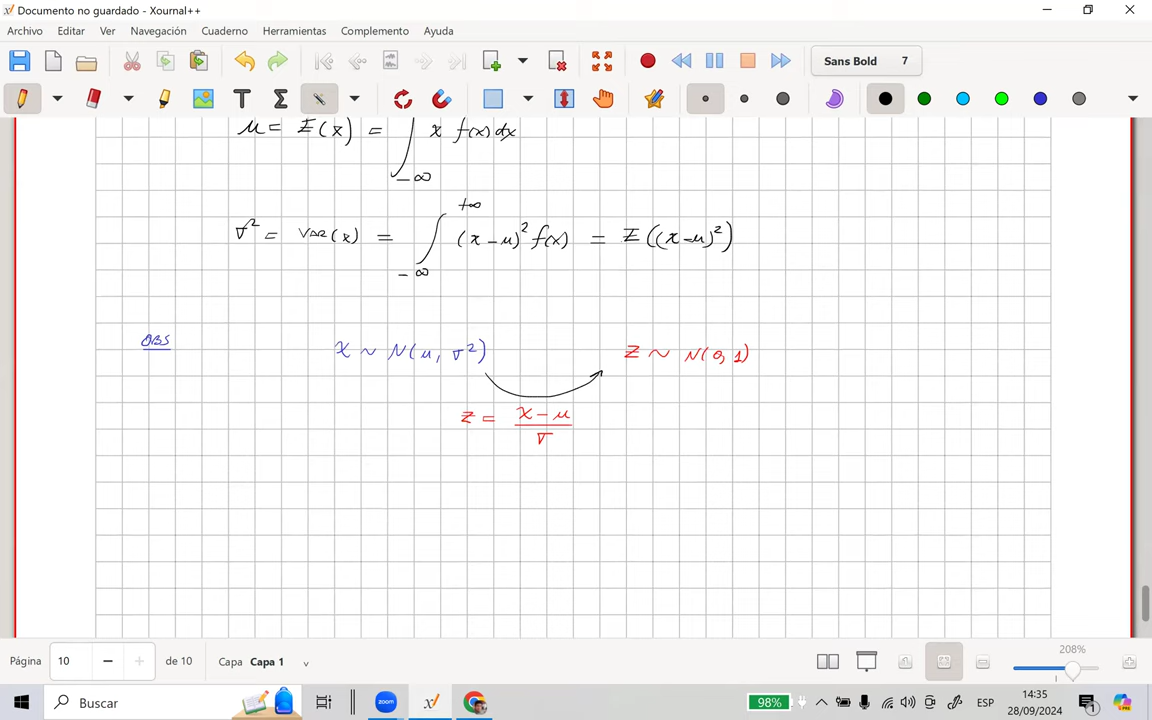 Documento no guardado - Xournal++
Archivo Editar Ver Navegación Cuaderno Herramientas Complemento Ayuda
Sans Bold 7
μ = E(x) = ∫ x f(x) dx
-∞
+∞
σ² = VAR(x) = ∫ (x-μ)² f(x) = E((x-μ)²)
-∞
OBS
X ~ N(μ, σ²) Z ~ N(0, 1)
Z = X - μ
σ
208%
Página 10 de 10 Capa Capa 1
Buscar
zoom
98% ESP 14:35
28/09/2024
1